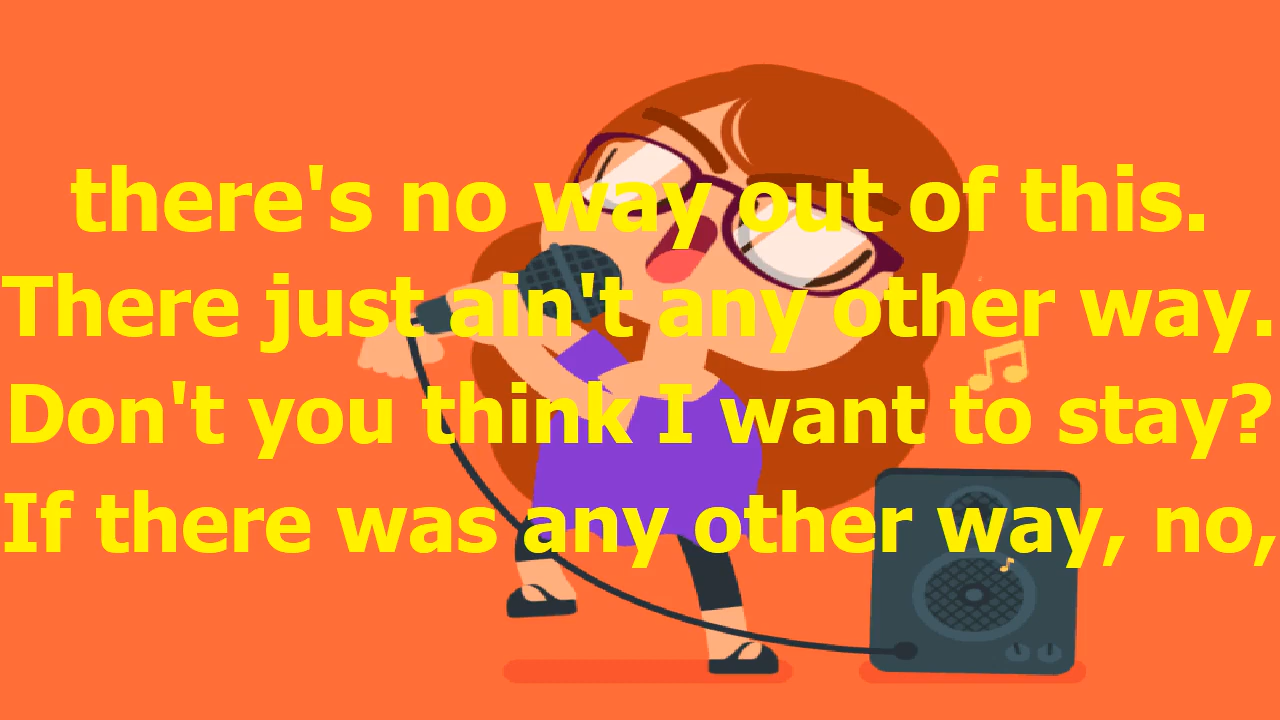 there's no way out of this.
There just ain't any other way.
Don't you think I want to stay?
If there was any other way, no,